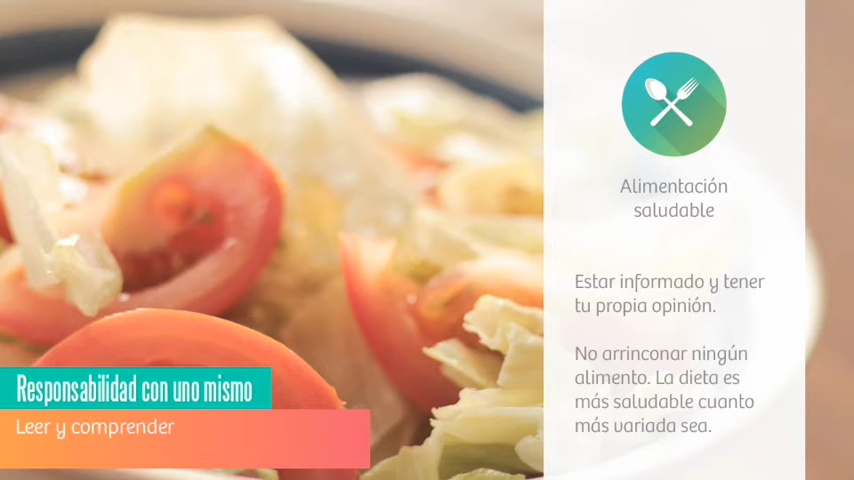 Alimentación
saludable
Estar informado y tener
tu propia opinión.
No arrinconar ningún
alimento. La dieta es
más saludable cuanto
más variada sea.
Responsabilidad con uno mismo
Leer y comprender